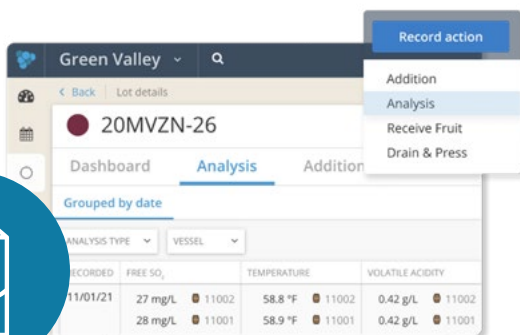 Record action
Green Valley
Addition
< Back Lot details
Analysis
20MVZN-26
Receive Fruit
Drain & Press
Dashboard Analysis Addition
Grouped by date
ANALYSIS TYPE VESSEL
RECORDED FREE SO₂ TEMPERATURE VOLATILE ACIDITY
11/01/21 27 mg/L 11002 58.8 °F 11002 0.42 g/L 11002
28 mg/L 11001 58.9 °F 11001 0.42 g/L 11001